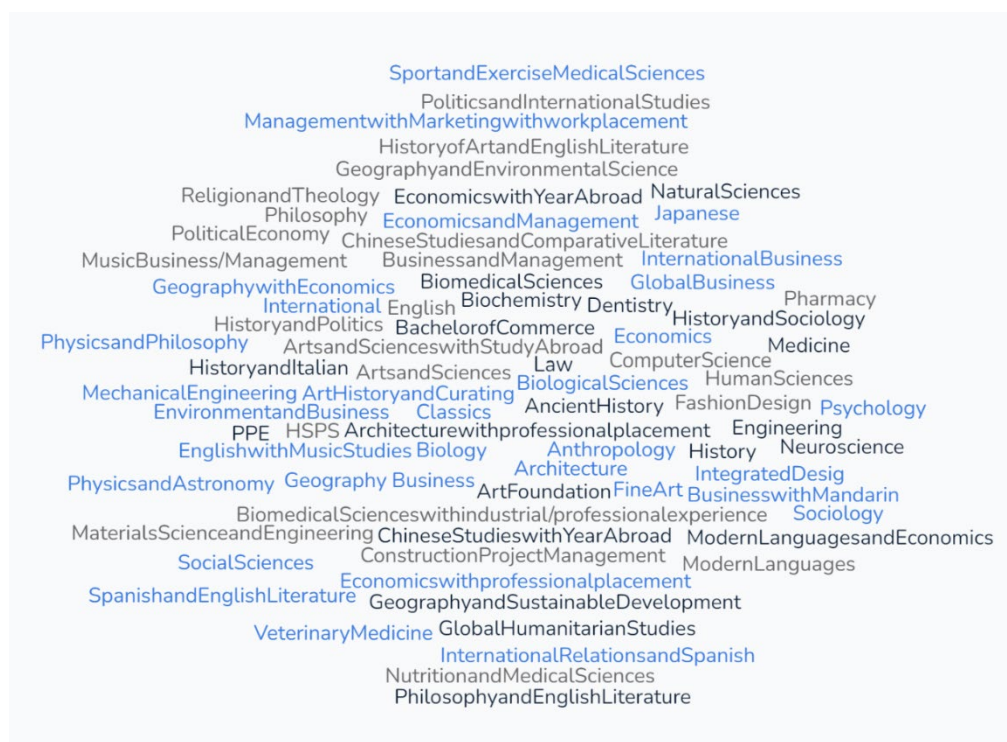 SportandExerciseMedicalSciences
PoliticsandInternationalStudies
ManagementwithMarketingwithworkplacement
HistoryofArtandEnglishLiterature
GeographyandEnvironmentalScience
ReligionandTheology EconomicswithYearAbroad NaturalSciences
Philosophy EconomicsandManagement Japanese
PoliticalEconomy ChineseStudiesandComparativeLiterature
MusicBusiness/Management BusinessandManagement InternationalBusiness
GeographywithEconomics BiomedicalSciences GlobalBusiness
International English Biochemistry Dentistry Pharmacy
HistoryandPolitics BachelorofCommerce HistoryandSociology
PhysicsandPhilosophy ArtsandScienceswithStudyAbroad Economics Medicine
HistoryandItalian ArtsandSciences Law ComputerScience
MechanicalEngineering ArtHistoryandCurating BiologicalSciences HumanSciences
EnvironmentandBusiness Classics AncientHistory FashionDesign Psychology
PPE HSPS Architecturewithprofessionalplacement Engineering
EnglishwithMusicStudies Biology Anthropology History Neuroscience
PhysicsandAstronomy Geography Business Architecture IntegratedDesig
ArtFoundation FineArt BusinesswithMandarin
BiomedicalScienceswithindustrial/professionalexperience Sociology
MaterialsScienceandEngineering ChineseStudieswithYearAbroad ModernLanguagesandEconomics
SocialSciences ConstructionProjectManagement ModernLanguages
Economicswithprofessionalplacement
SpanishandEnglishLiterature GeographyandSustainableDevelopment
VeterinaryMedicine GlobalHumanitarianStudies
InternationalRelationsandSpanish
NutritionandMedicalSciences
PhilosophyandEnglishLiterature